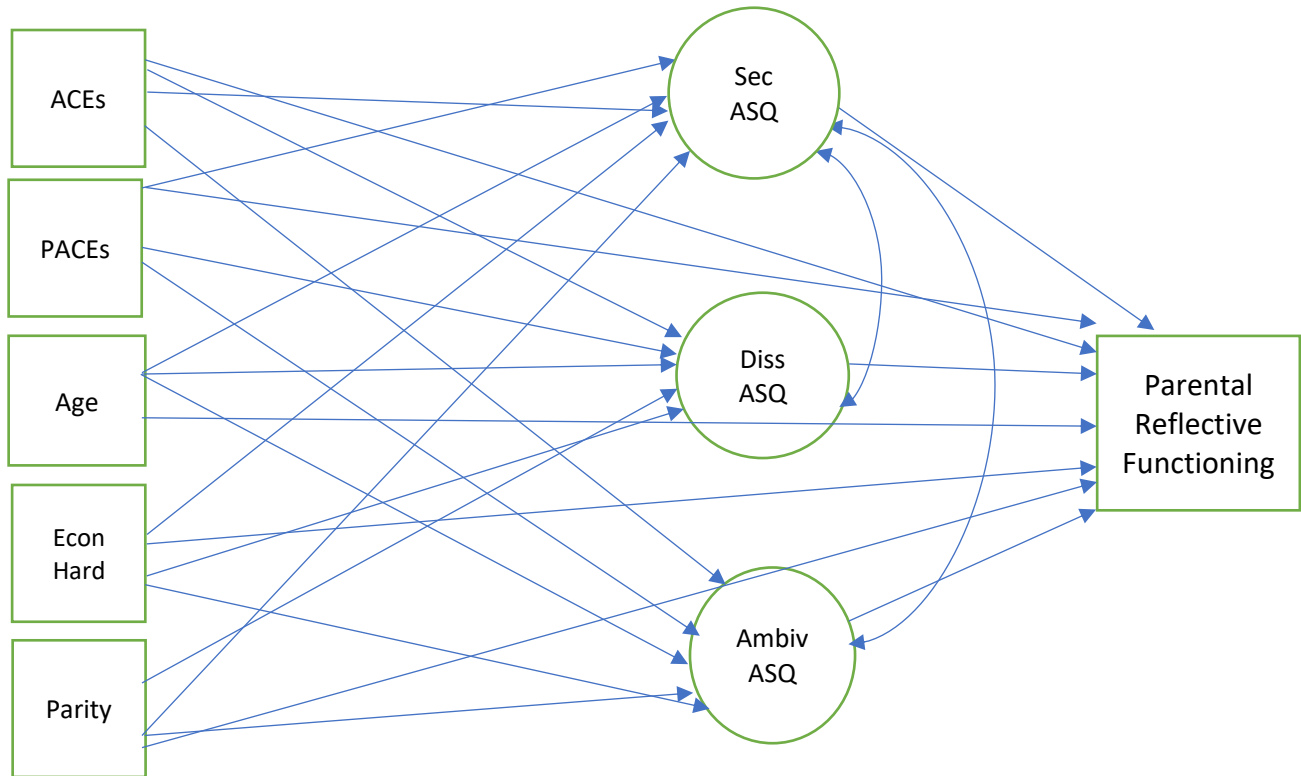 ACEs
PACEs
Age
Econ
Hard
Parity
Sec
ASQ
Diss
ASQ
Ambiv
ASQ
Parental
Reflective
Functioning